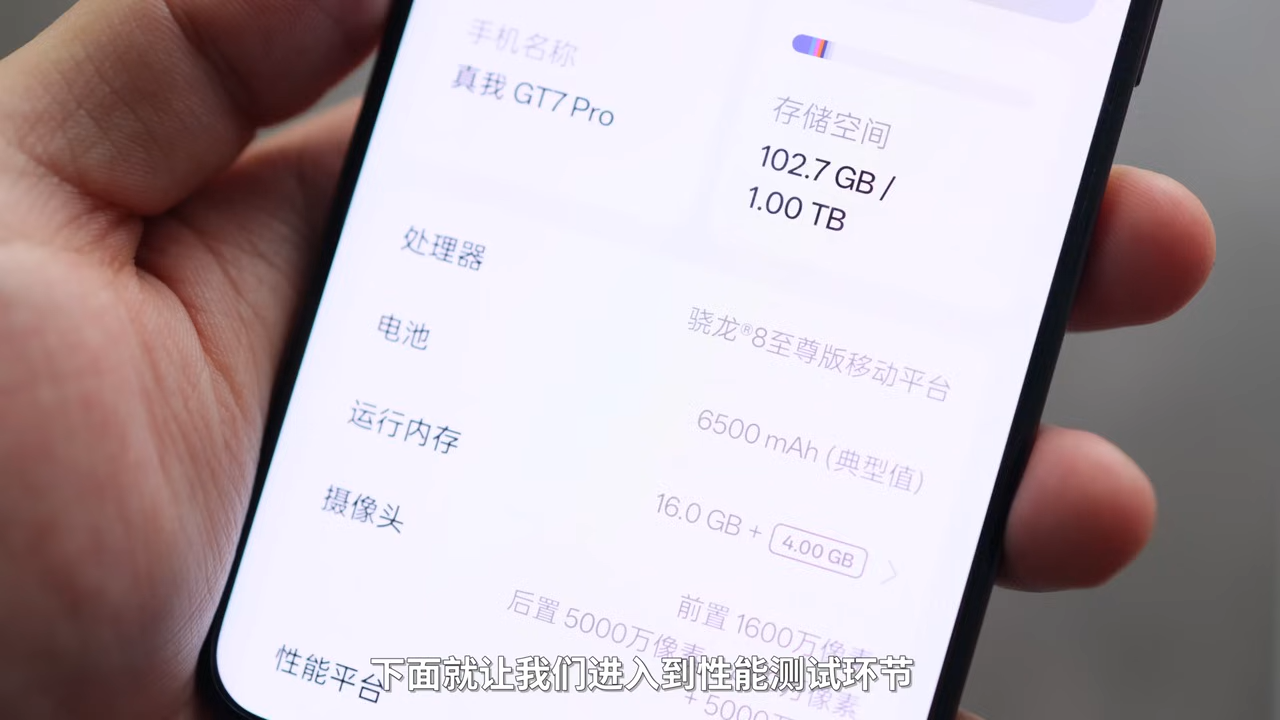 手机名称
真我 GT7 Pro
存储空间
102.7 GB /
1.00 TB
处理器
骁龙®8至尊版移动平台
电池
6500 mAh (典型值)
运行内存
16.0 GB + 4.00 GB
摄像头
前置 1600万像素
后置 5000万像素
万像素
+ 5000
性能平台
下面就让我们进入到性能测试环节